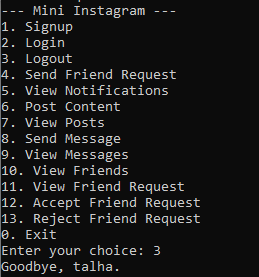 --- Mini Instagram ---
1. Signup
2. Login
3. Logout
4. Send Friend Request
5. View Notifications
6. Post Content
7. View Posts
8. Send Message
9. View Messages
10. View Friends
11. View Friend Request
12. Accept Friend Request
13. Reject Friend Request
0. Exit
Enter your choice: 3
Goodbye, talha.